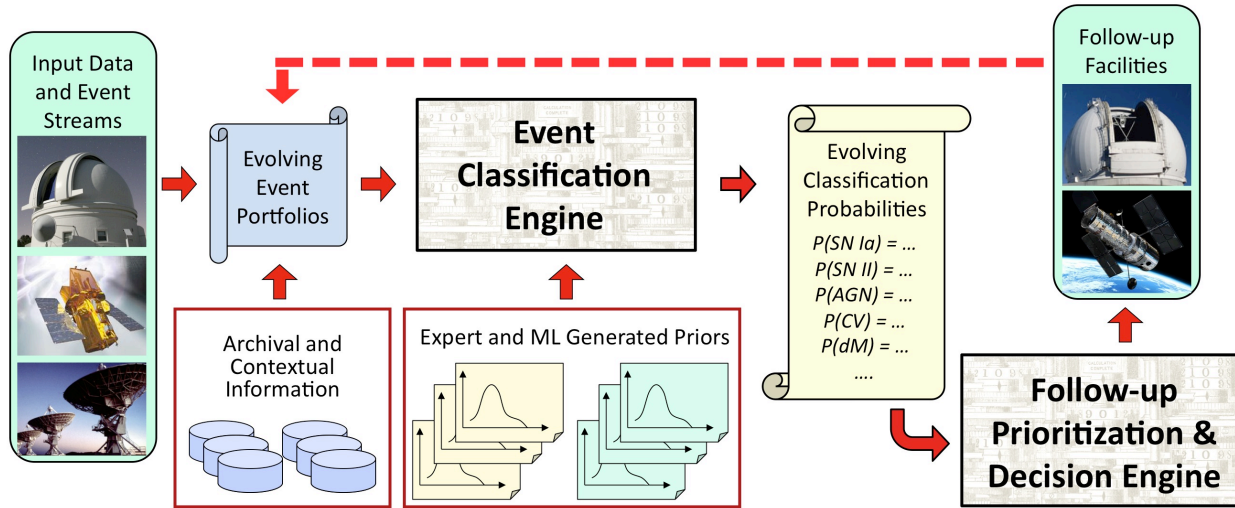 Input Data
and Event
Streams
Evolving
Event
Portfolios
Event
Classification
Engine
Evolving
Classification
Probabilities
P(SN Ia) = ...
P(SN II) = ...
P(AGN) = ...
P(CV) = ...
P(dM) = ...
....
Follow-up
Facilities
Archival and
Contextual
Information
Expert and ML Generated Priors
Follow-up
Prioritization &
Decision Engine